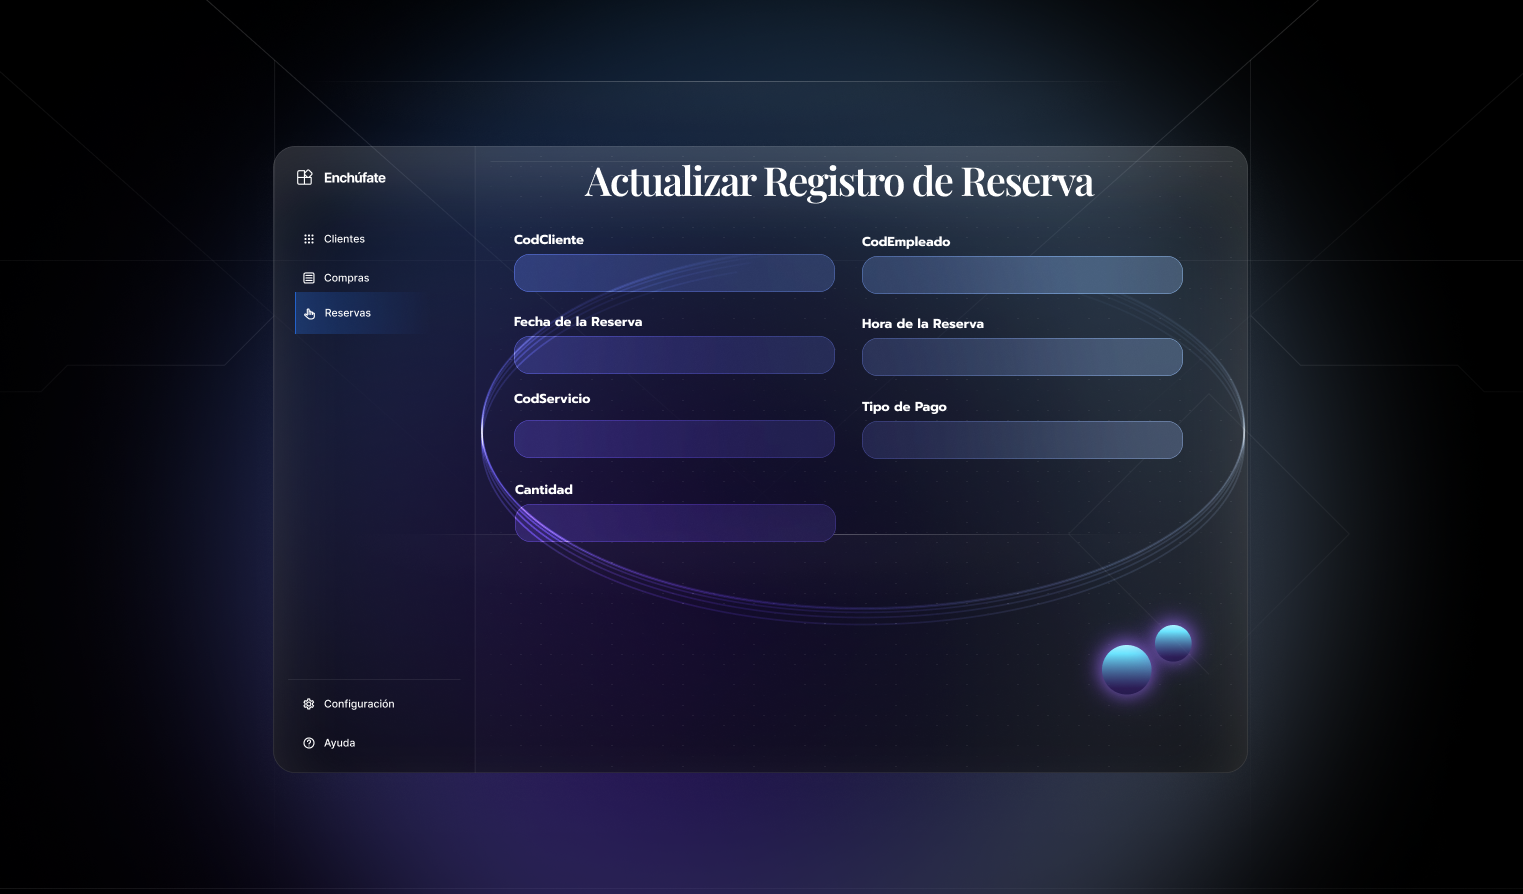 Enchúfate
Clientes
Compras
Reservas
Configuración
Ayuda
Actualizar Registro de Reserva
CodCliente
CodEmpleado
Fecha de la Reserva
Hora de la Reserva
CodServicio
Tipo de Pago
Cantidad